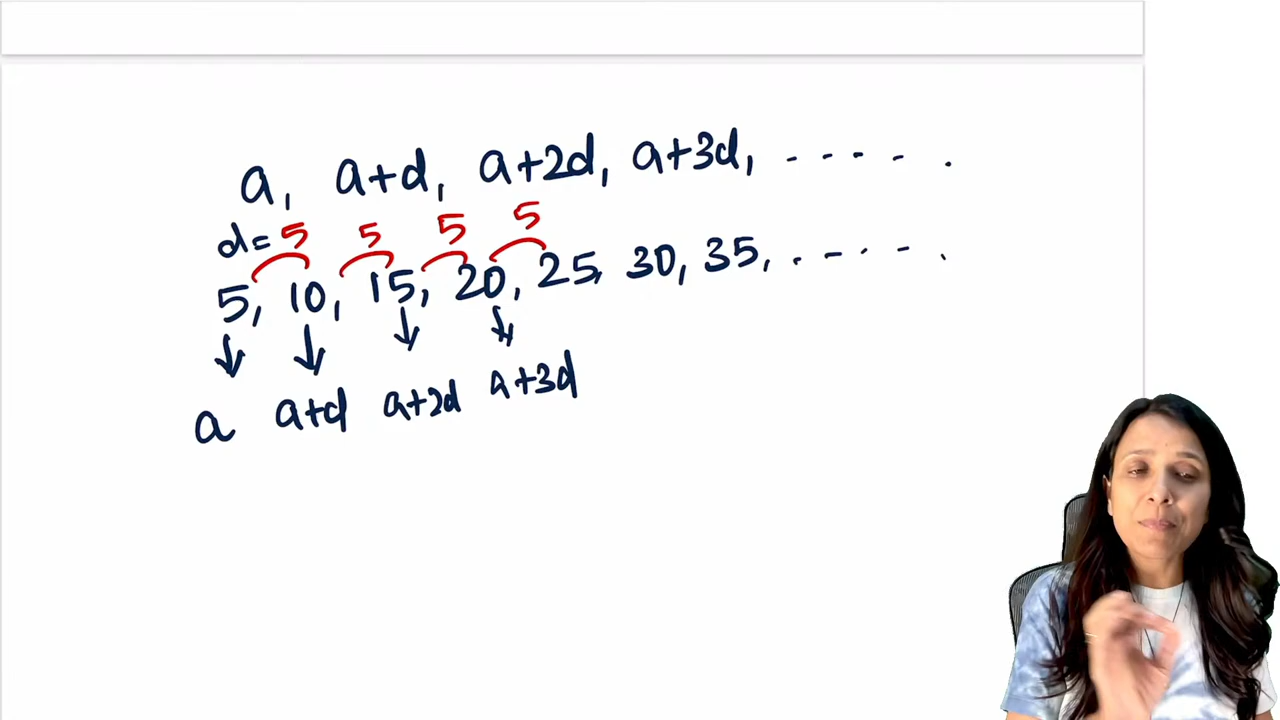 a, a+d, a+2d, a+3d, ----- .
d= 5 5 5 5
5, 10, 15, 20, 25, 30, 35, .---- .
↓ ↓ ↓ ↓
a a+d a+2d a+3d